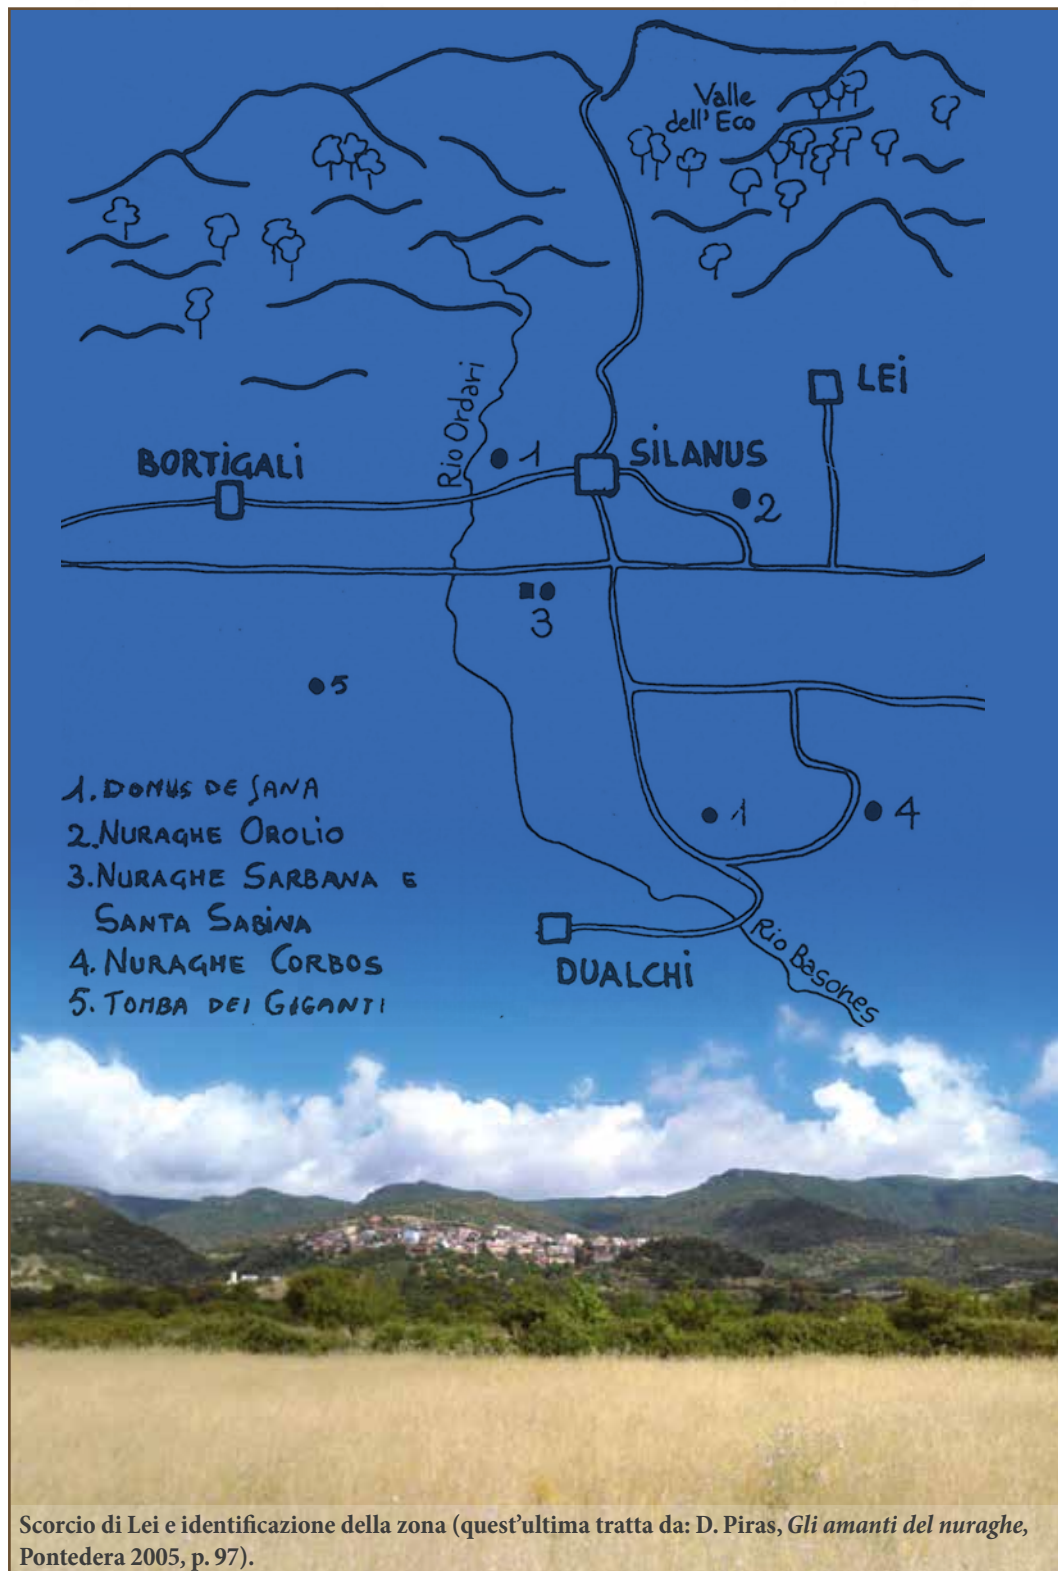 Valle
dell' Eco
LEi
Rio Ordari
BORTiGALi
1
SiLANUS
2
3
5
1. DOMUS DE JANA
2. NURAGHE OROLIO
3. NURAGHE SARBANA E
SANTA SABINA
4. NURAGHE CORBOS
5. TOMBA DEI GIGANTI
1
4
DUALCHi
Rio Basones
Scorcio di Lei e identificazione della zona (quest'ultima tratta da: D. Piras, Gli amanti del nuraghe,
Pontedera 2005, p. 97).